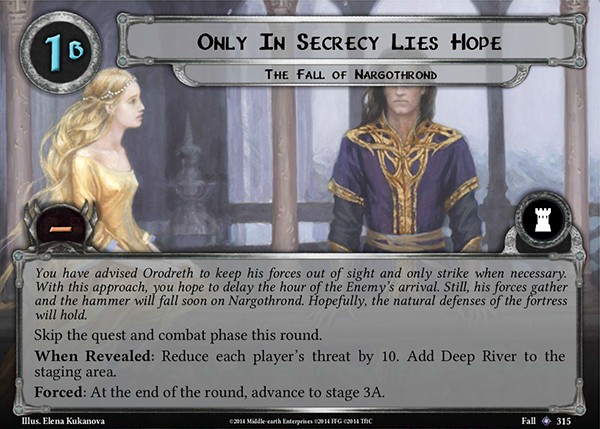 1B
ONLY IN SECRECY LIES HOPE
THE FALL OF NARGOTHROND
–
You have advised Orodreth to keep his forces out of sight and only strike when necessary.
With this approach, you hope to delay the hour of the Enemy's arrival. Still, his forces gather
and the hammer will fall soon on Nargothrond. Hopefully, the natural defenses of the fortress
will hold.
Skip the quest and combat phase this round.
When Revealed: Reduce each player's threat by 10. Add Deep River to the
staging area.
Forced: At the end of the round, advance to stage 3A.
Illus. Elena Kukanova
©2014 Middle-earth Enterprises ©2014 FFG ©2014 TftC
Fall 315